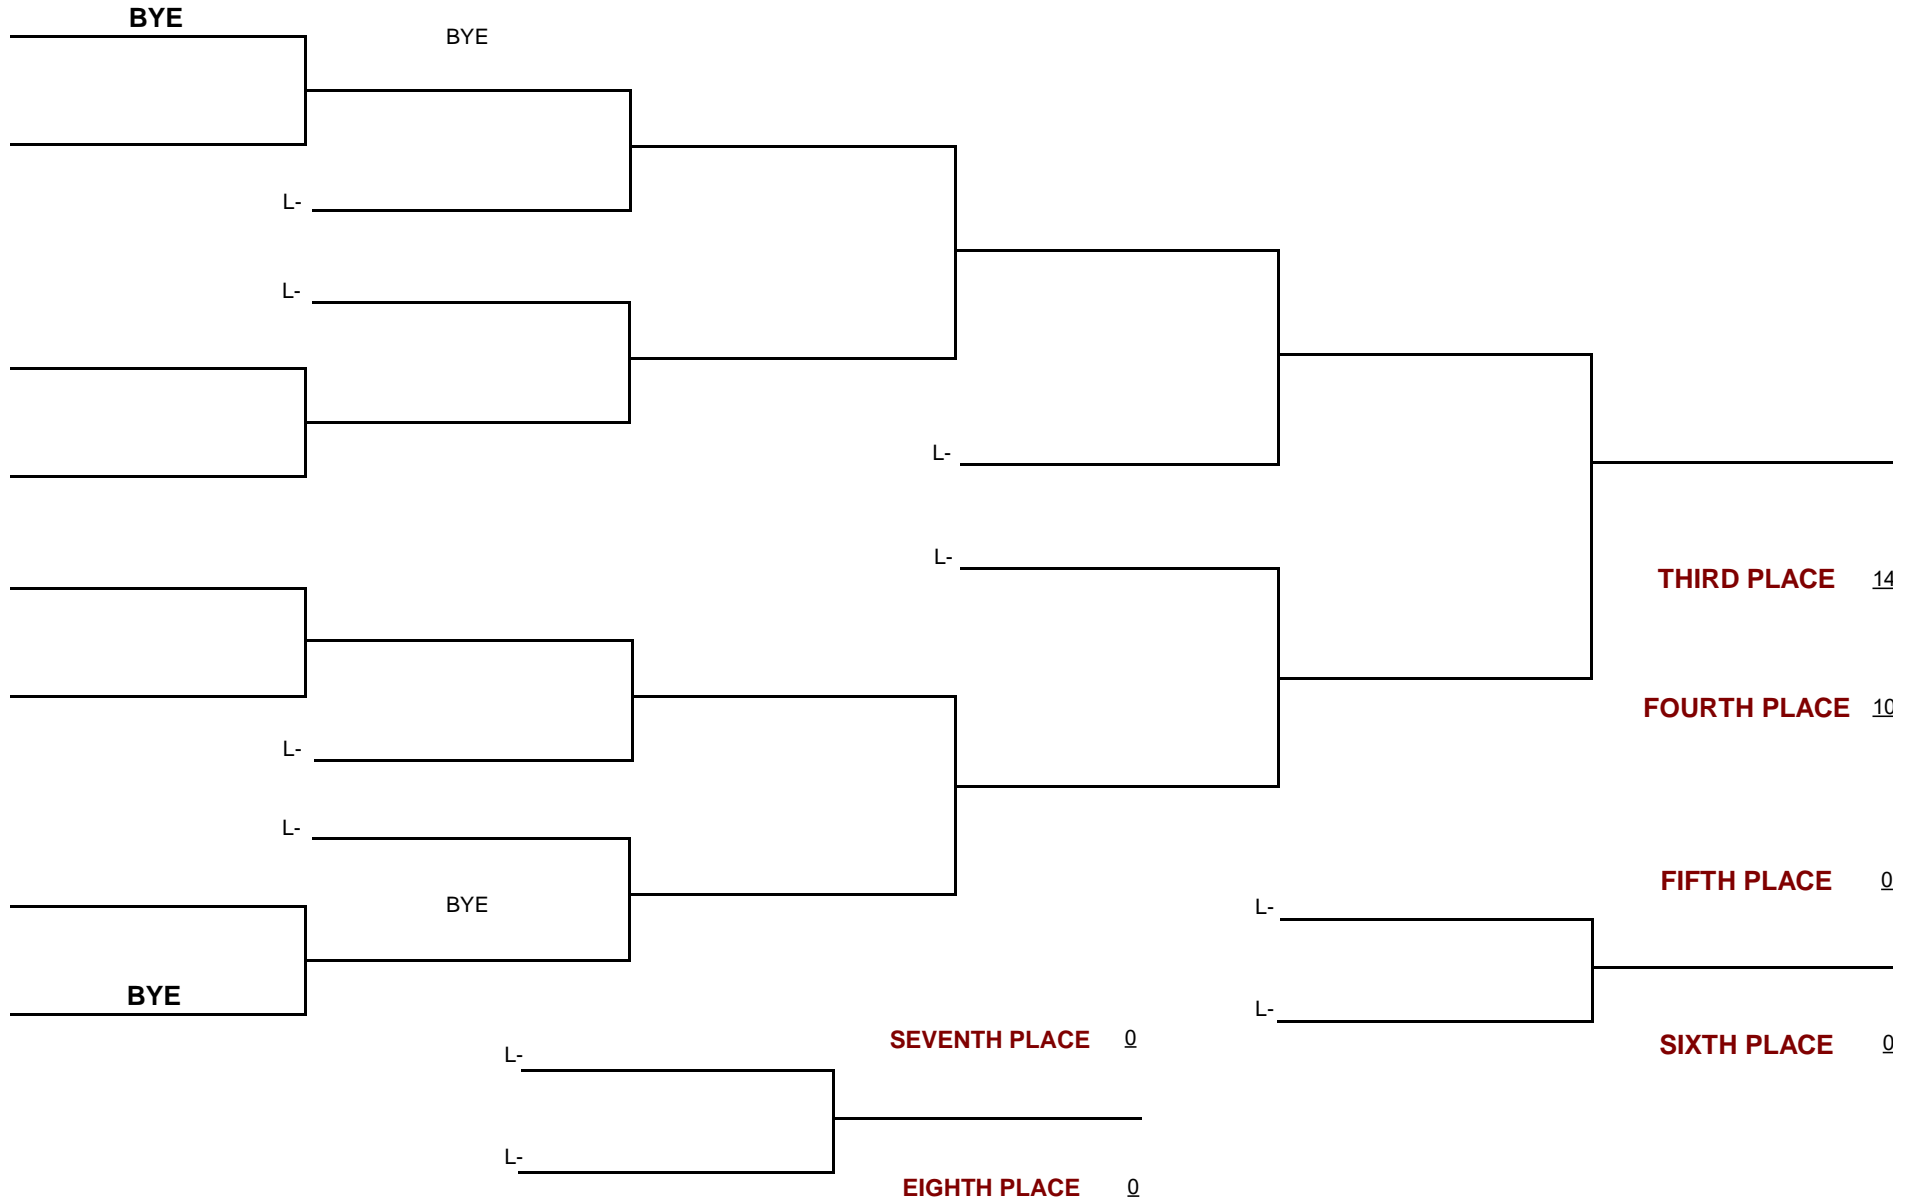 BYE
BYE
L-
L-
L-
L-
THIRD PLACE 14
FOURTH PLACE 10
L-
L-
FIFTH PLACE 0
BYE
L-
BYE
L-
SEVENTH PLACE 0
SIXTH PLACE 0
L-
L-
EIGHTH PLACE 0